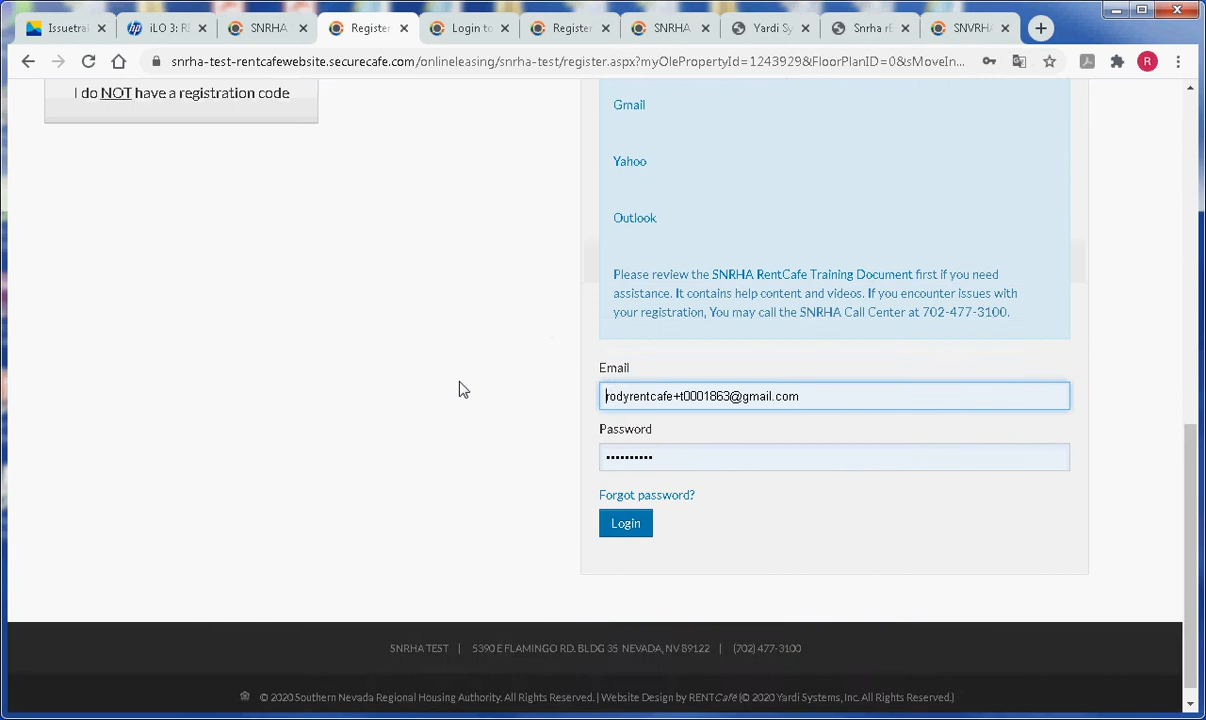 Issuetra
iLO 3: R
SNRHA
Register
Login to
Register
SNRHA
Yardi Sy
Snrha r
SNVRH
snrha-test-rentcafewebsite.securecafe.com/onlineleasing/snrha-test/register.aspx?myOlePropertyId=1243929&FloorPlanID=0&sMoveIn...
R
I do NOT have a registration code
Gmail
Yahoo
Outlook
Please review the SNRHA RentCafe Training Document first if you need
assistance. It contains help content and videos. If you encounter issues with
your registration, You may call the SNRHA Call Center at 702-477-3100.
Email
rodyrentcafe+t0001863@gmail.com
Password
••••••••••
Forgot password?
Login
SNRHA TEST | 5390 E FLAMINGO RD. BLDG 35 NEVADA, NV 89122 | (702) 477-3100
© 2020 Southern Nevada Regional Housing Authority. All Rights Reserved. | Website Design by RENTCafé (© 2020 Yardi Systems, Inc. All Rights Reserved.)